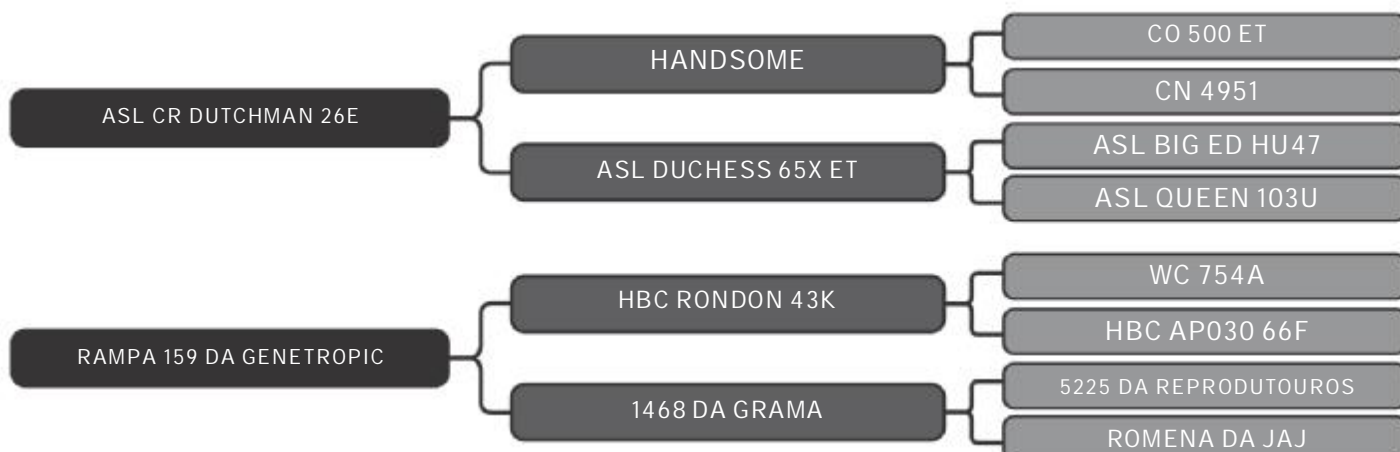 CO 500 ET
HANDSOME
CN 4951
ASL CR DUTCHMAN 26E
ASL BIG ED HU47
ASL DUCHESS 65X ET
ASL QUEEN 103U
WC 754A
HBC RONDON 43K
HBC AP030 66F
RAMPA 159 DA GENETROPIC
5225 DA REPRODUTOUROS
1468 DA GRAMA
ROMENA DA JAJ